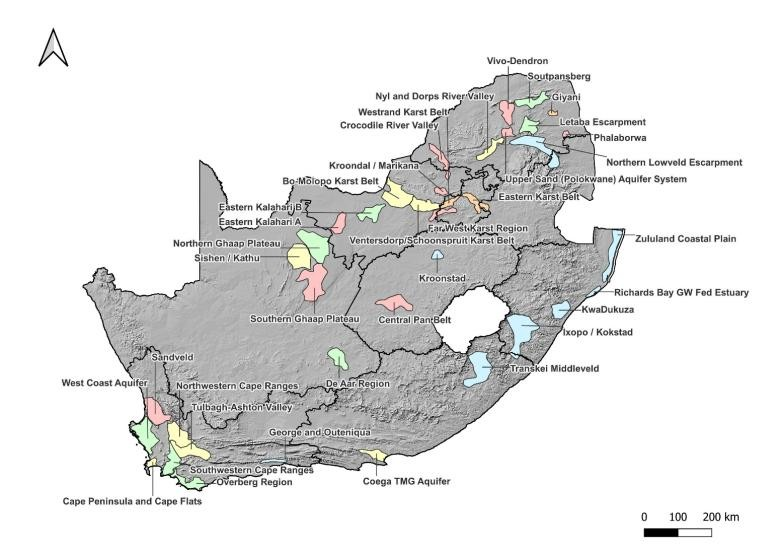 Vivo-Dendron
Soutpansberg
Nyl and Dorps River Valley
Giyani
Westrand Karst Belt
Letaba Escarpment
Crocodile River Valley
Phalaborwa
Kroondal / Marikana
Northern Lowveld Escarpment
Bo-Molopo Karst Belt
Upper Sand (Polokwane) Aquifer System
Eastern Karst Belt
Eastern Kalahari B
Eastern Kalahari A
Far West Karst Region
Northern Ghaap Plateau
Ventersdorp/Schoonspruit Karst Belt
Zululand Coastal Plain
Sishen / Kathu
Kroonstad
Richards Bay GW Fed Estuary
KwaDukuza
Southern Ghaap Plateau
Central Pan Belt
Ixopo / Kokstad
Sandveld
Transkei Middleveld
West Coast Aquifer
Northwestern Cape Ranges
De Aar Region
Tulbagh-Ashton Valley
George and Outeniqua
Southwestern Cape Ranges
Overberg Region
Coega TMG Aquifer
Cape Peninsula and Cape Flats
0 100 200 km